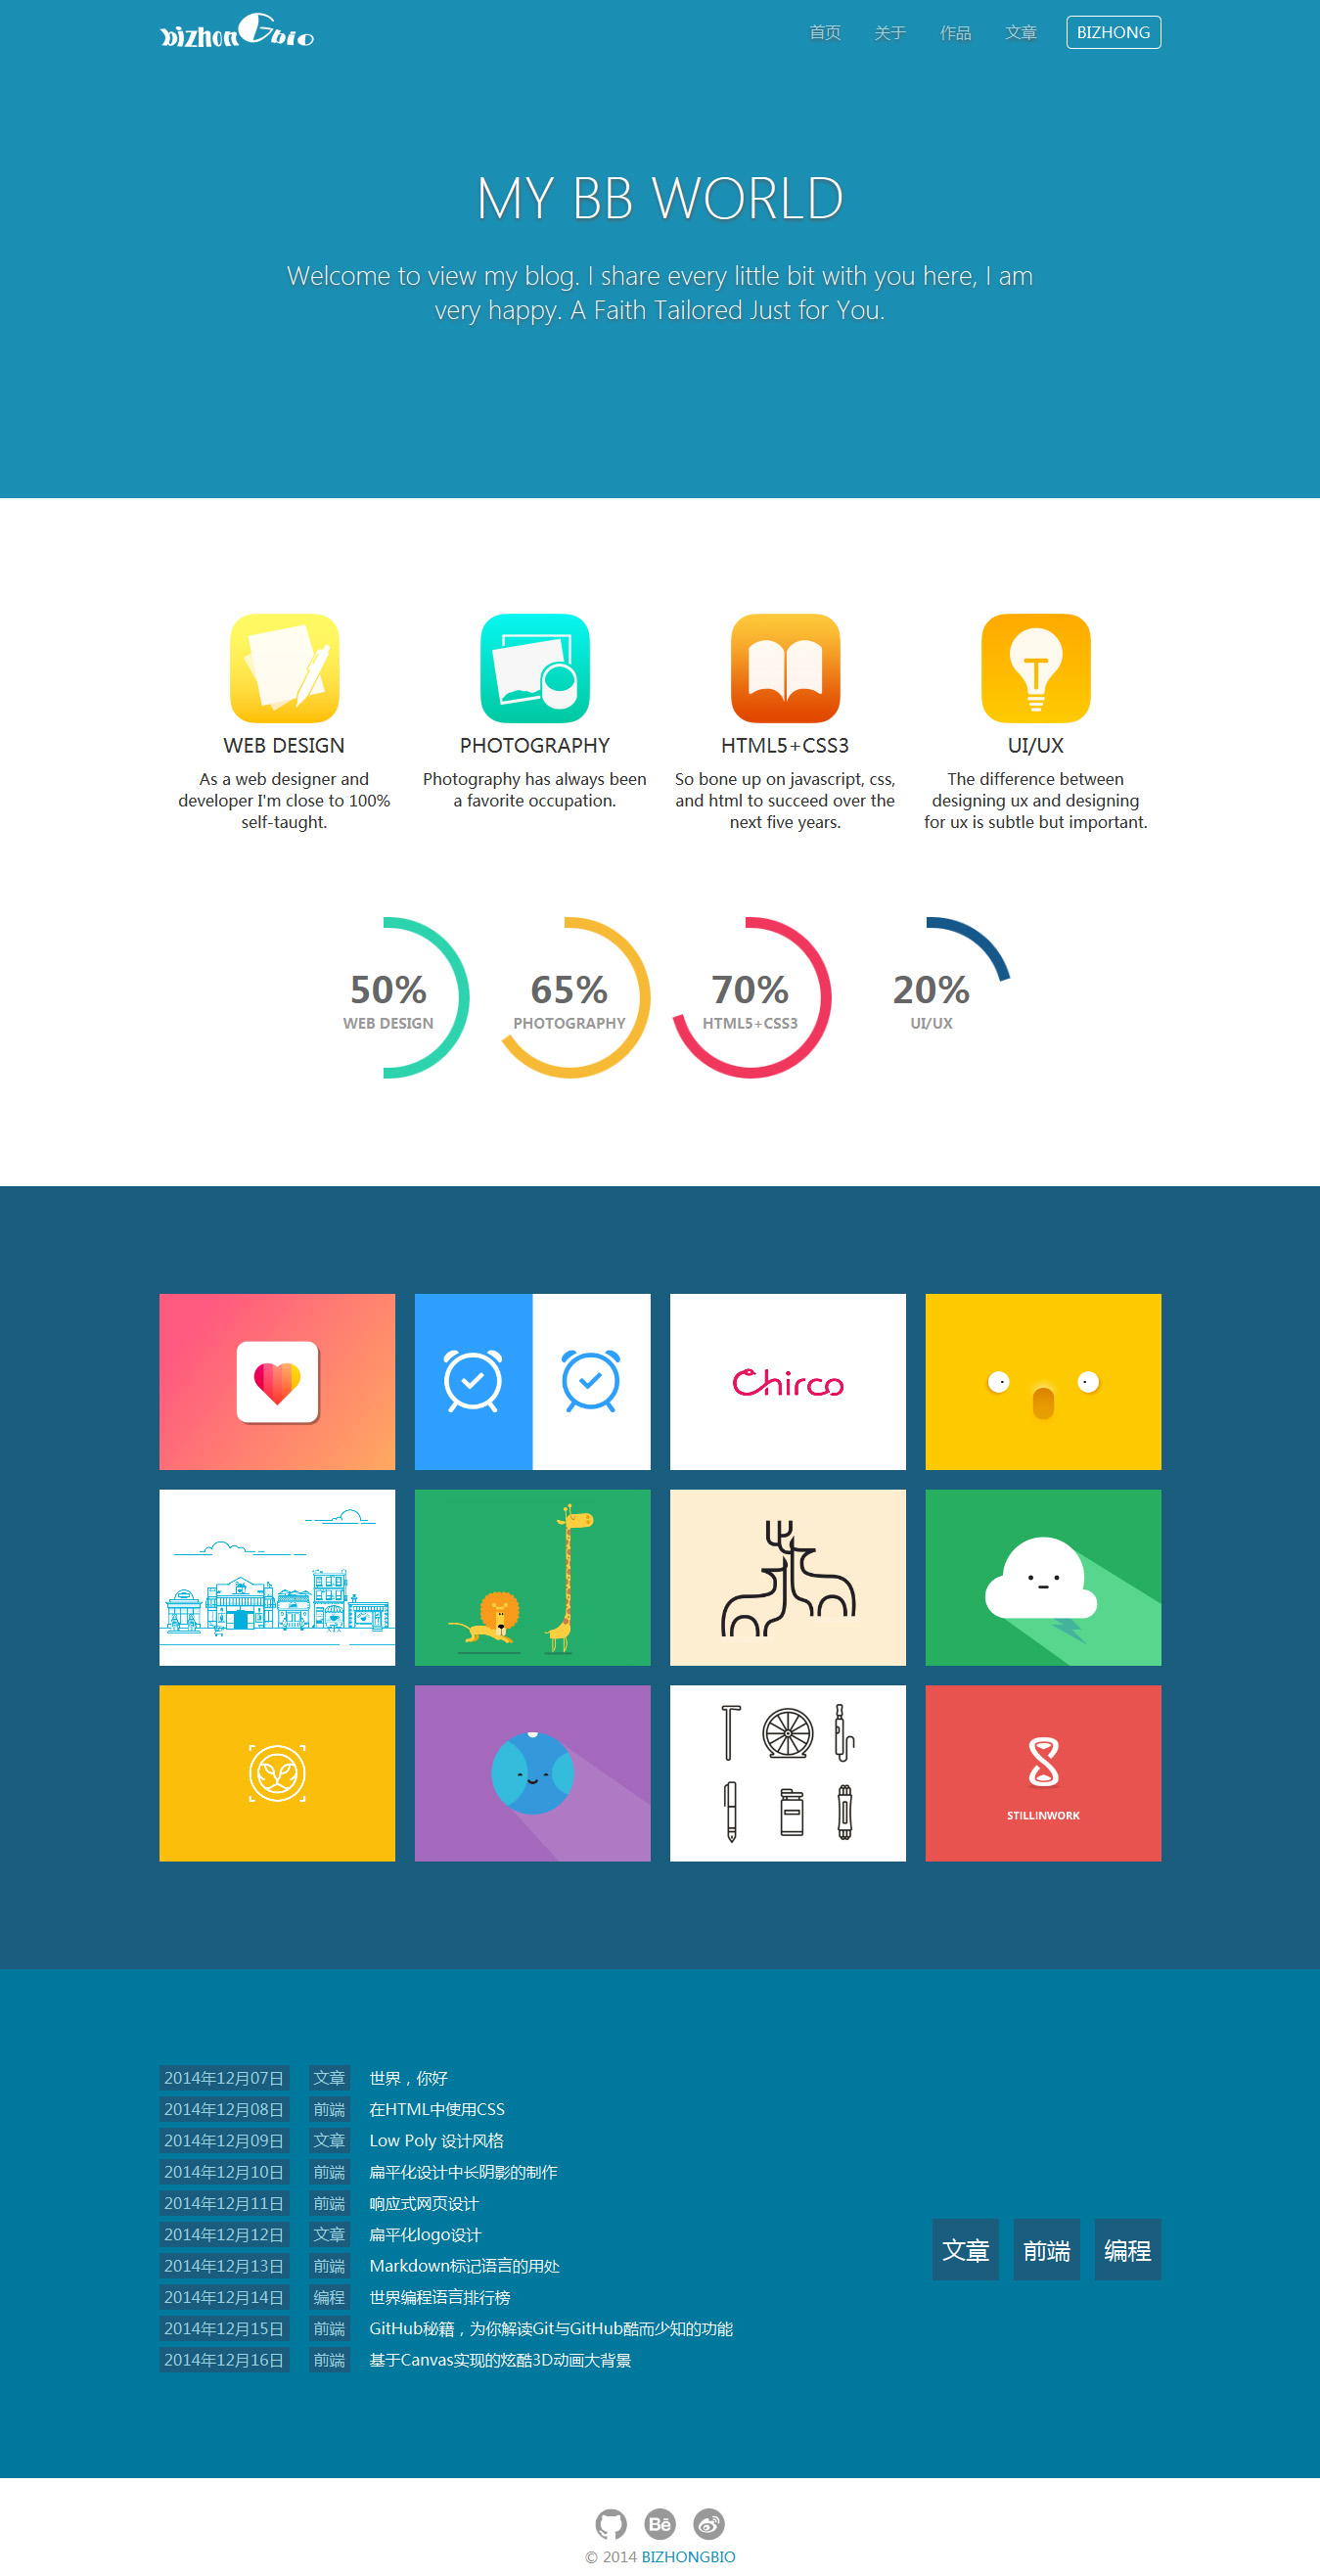 bizhonGbio
首页 关于 作品 文章 BIZHONG
MY BB WORLD
Welcome to view my blog. I share every little bit with you here, I am
very happy. A Faith Tailored Just for You.
WEB DESIGN
As a web designer and
developer I'm close to 100%
self-taught.
PHOTOGRAPHY
Photography has always been
a favorite occupation.
HTML5+CSS3
So bone up on javascript, css,
and html to succeed over the
next five years.
UI/UX
The difference between
designing ux and designing
for ux is subtle but important.
50%
WEB DESIGN
65%
PHOTOGRAPHY
70%
HTML5+CSS3
20%
UI/UX
Chirco
STILLINWORK
2014年12月07日 文章 世界，你好
2014年12月08日 前端 在HTML中使用CSS
2014年12月09日 文章 Low Poly 设计风格
2014年12月10日 前端 扁平化设计中长阴影的制作
2014年12月11日 前端 响应式网页设计
2014年12月12日 文章 扁平化logo设计
2014年12月13日 前端 Markdown标记语言的用处
2014年12月14日 编程 世界编程语言排行榜
2014年12月15日 前端 GitHub秘籍，为你解读Git与GitHub酷而少知的功能
2014年12月16日 前端 基于Canvas实现的炫酷3D动画大背景
文章 前端 编程
Bē
© 2014 BIZHONGBIO